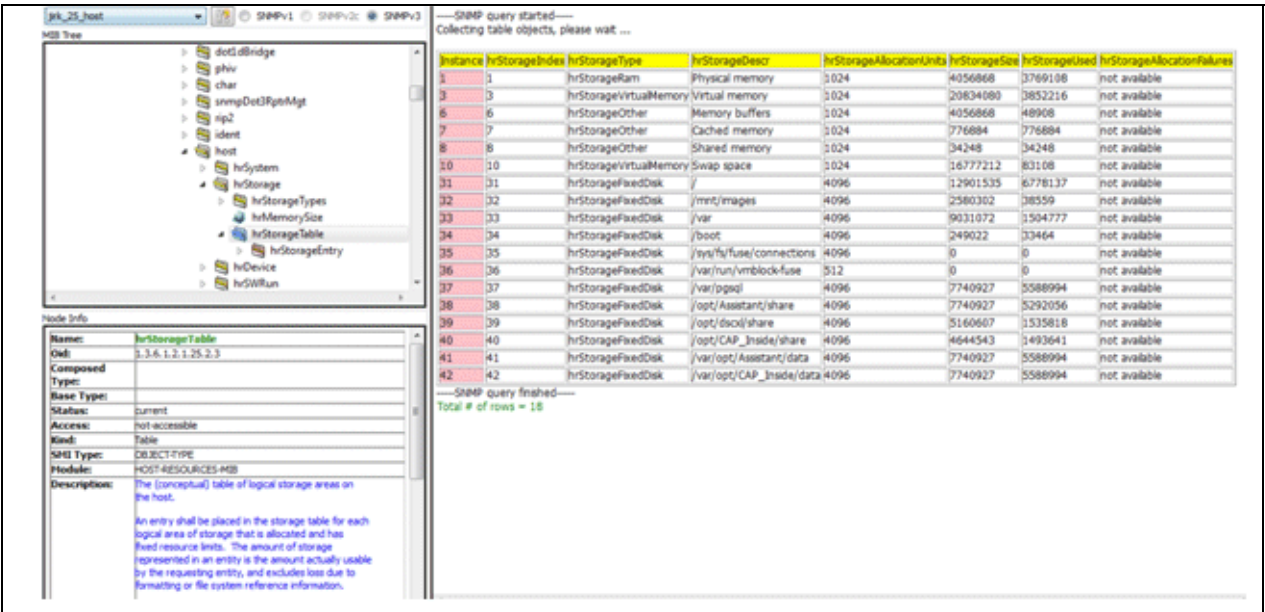 jrk_25_host SNMPv1 SNMPv2c SNMPv3
MIB Tree
dot1dBridge
phiv
char
snmpDot3RptrMgt
rip2
ident
host
hrSystem
hrStorage
hrStorageTypes
hrMemorySize
hrStorageTable
hrStorageEntry
hrDevice
hrSWRun
Node Info
Name: hrStorageTable
Oid: 1.3.6.1.2.1.25.2.3
Composed
Type:
Base Type:
Status: current
Access: not-accessible
Kind: Table
SMI Type: OBJECT-TYPE
Module: HOST-RESOURCES-MIB
Description: The (conceptual) table of logical storage areas on
the host.
An entry shall be placed in the storage table for each
logical area of storage that is allocated and has
fixed resource limits. The amount of storage
represented in an entity is the amount actually usable
by the requesting entity, and excludes loss due to
formatting or file system reference information.
-----SNMP query started-----
Collecting table objects, please wait ...
Instance hrStorageIndex hrStorageType hrStorageDescr hrStorageAllocationUnits hrStorageSize hrStorageUsed hrStorageAllocationFailures
1 1 hrStorageRam Physical memory 1024 4056868 3769108 not available
3 3 hrStorageVirtualMemory Virtual memory 1024 20834080 3852216 not available
6 6 hrStorageOther Memory buffers 1024 4056868 48908 not available
7 7 hrStorageOther Cached memory 1024 776884 776884 not available
8 8 hrStorageOther Shared memory 1024 34248 34248 not available
10 10 hrStorageVirtualMemory Swap space 1024 16777212 83108 not available
31 31 hrStorageFixedDisk / 4096 12901535 6778137 not available
32 32 hrStorageFixedDisk /mnt/images 4096 2580302 38559 not available
33 33 hrStorageFixedDisk /var 4096 9031072 1504777 not available
34 34 hrStorageFixedDisk /boot 4096 249022 33464 not available
35 35 hrStorageFixedDisk /sys/fs/fuse/connections 4096 0 0 not available
36 36 hrStorageFixedDisk /var/run/vmblock-fuse 512 0 0 not available
37 37 hrStorageFixedDisk /var/pgsql 4096 7740927 5588994 not available
38 38 hrStorageFixedDisk /opt/Assistant/share 4096 7740927 5292056 not available
39 39 hrStorageFixedDisk /opt/dscxl/share 4096 5160607 1535818 not available
40 40 hrStorageFixedDisk /opt/CAP_Inside/share 4096 4644543 1493641 not available
41 41 hrStorageFixedDisk /var/opt/Assistant/data 4096 7740927 5588994 not available
42 42 hrStorageFixedDisk /var/opt/CAP_Inside/data 4096 7740927 5588994 not available
-----SNMP query finished-----
Total # of rows = 18